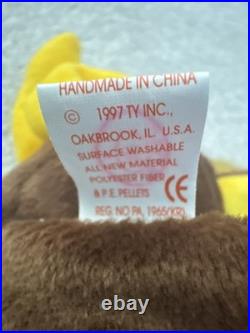 HANDMADE IN CHINA
© 1997 TY INC.,
OAKBROOK, IL. U.S.A.
SURFACE WASHABLE
ALL NEW MATERIAL
POLYESTER FIBER
& P.E. PELLETS CE
REG. NO PA. 1965(KR)